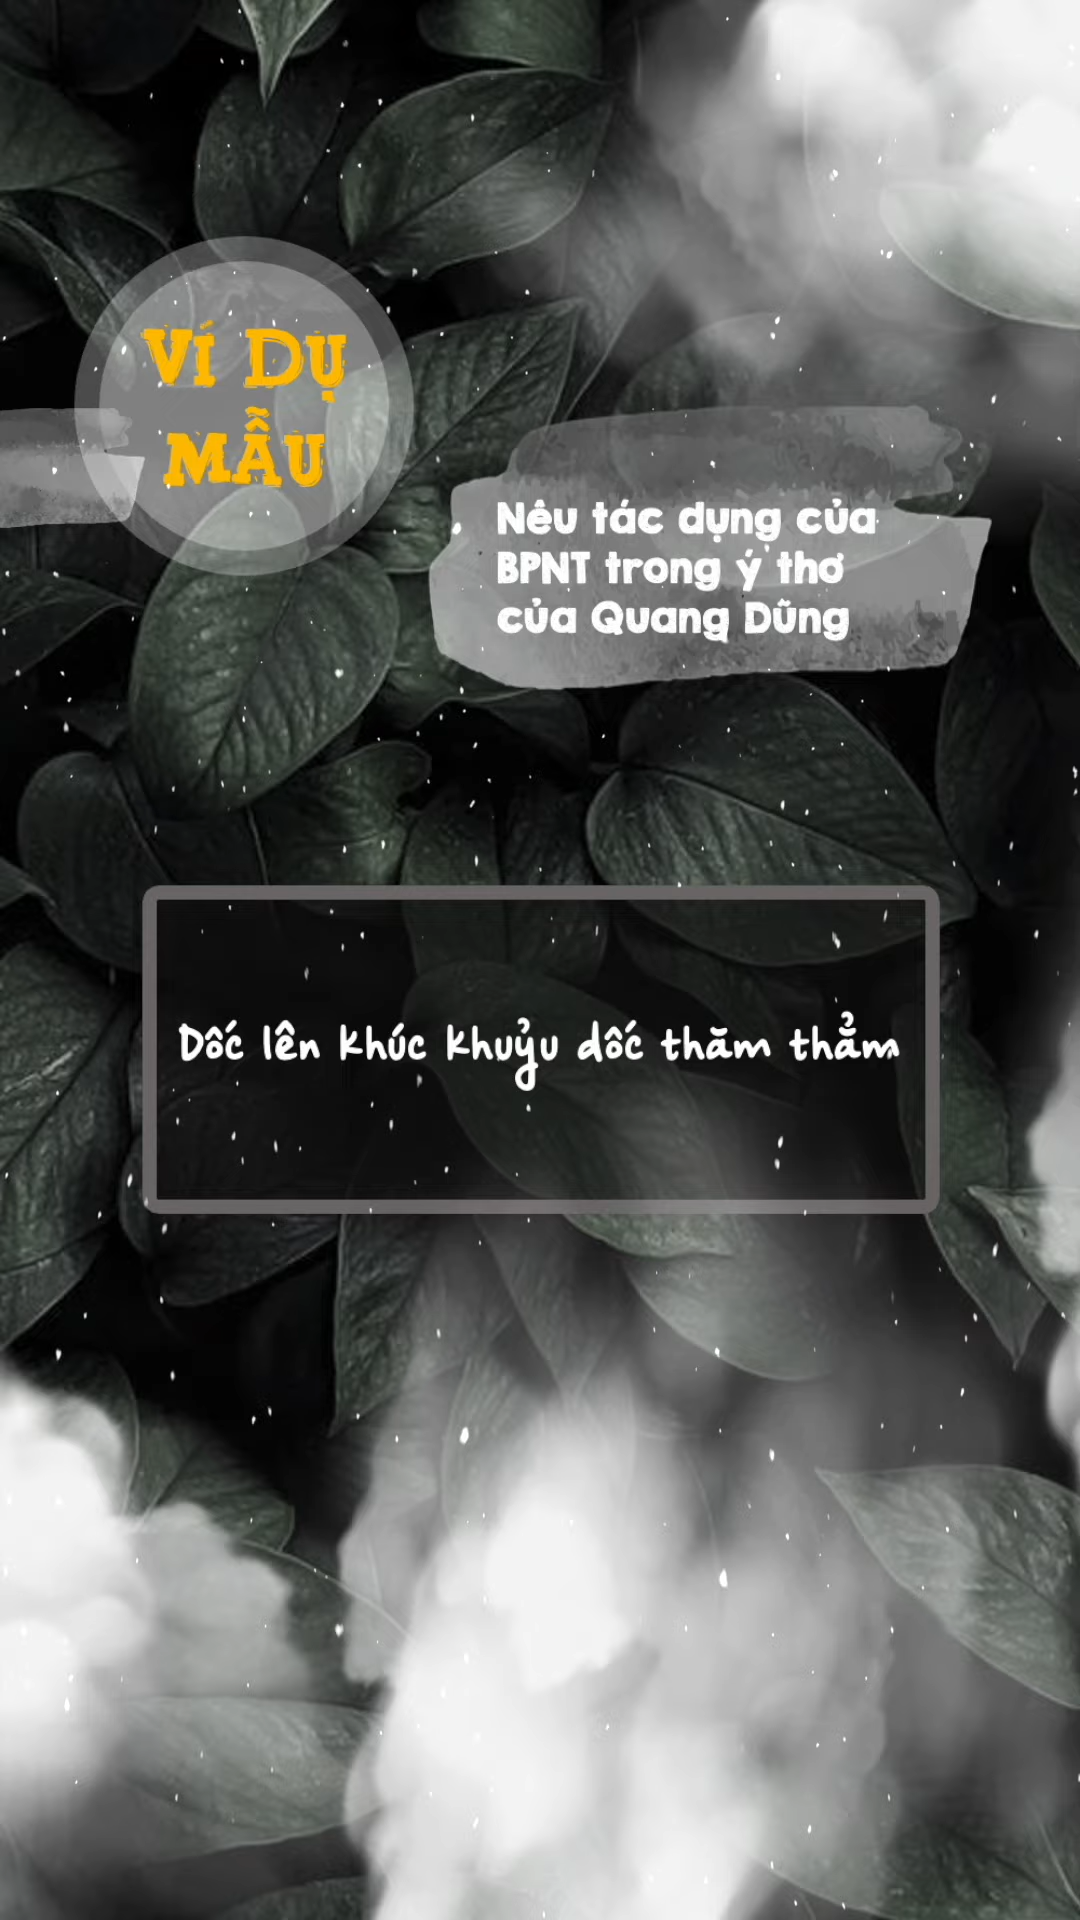 Ví Dụ
MẪU
Nêu tác dụng của
BPNT trong ý thơ
của Quang Dũng
Dốc lên khúc khuỷu dốc thăm thẳm